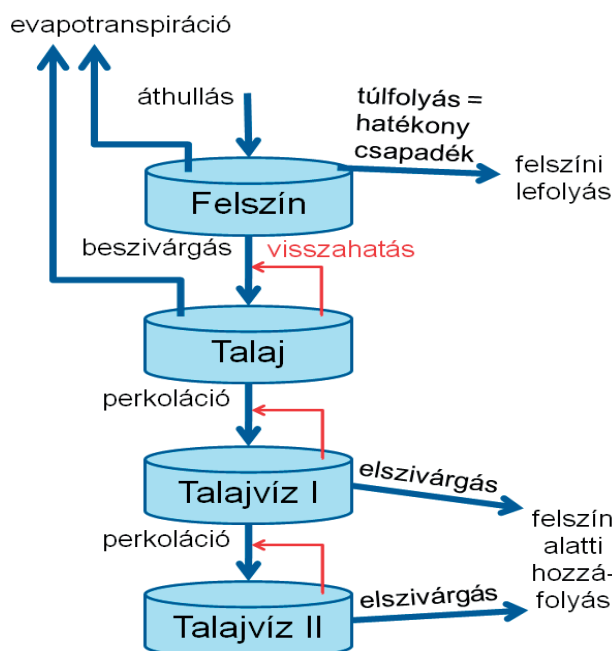 evapotranspiráció
áthullás
túlfolyás =
hatékony
csapadék
felszíni
lefolyás
Felszín
beszivárgás
visszahatás
Talaj
perkoláció
Talajvíz I
elszivárgás
perkoláció
felszín
alatti
hozzá-
folyás
Talajvíz II
elszivárgás